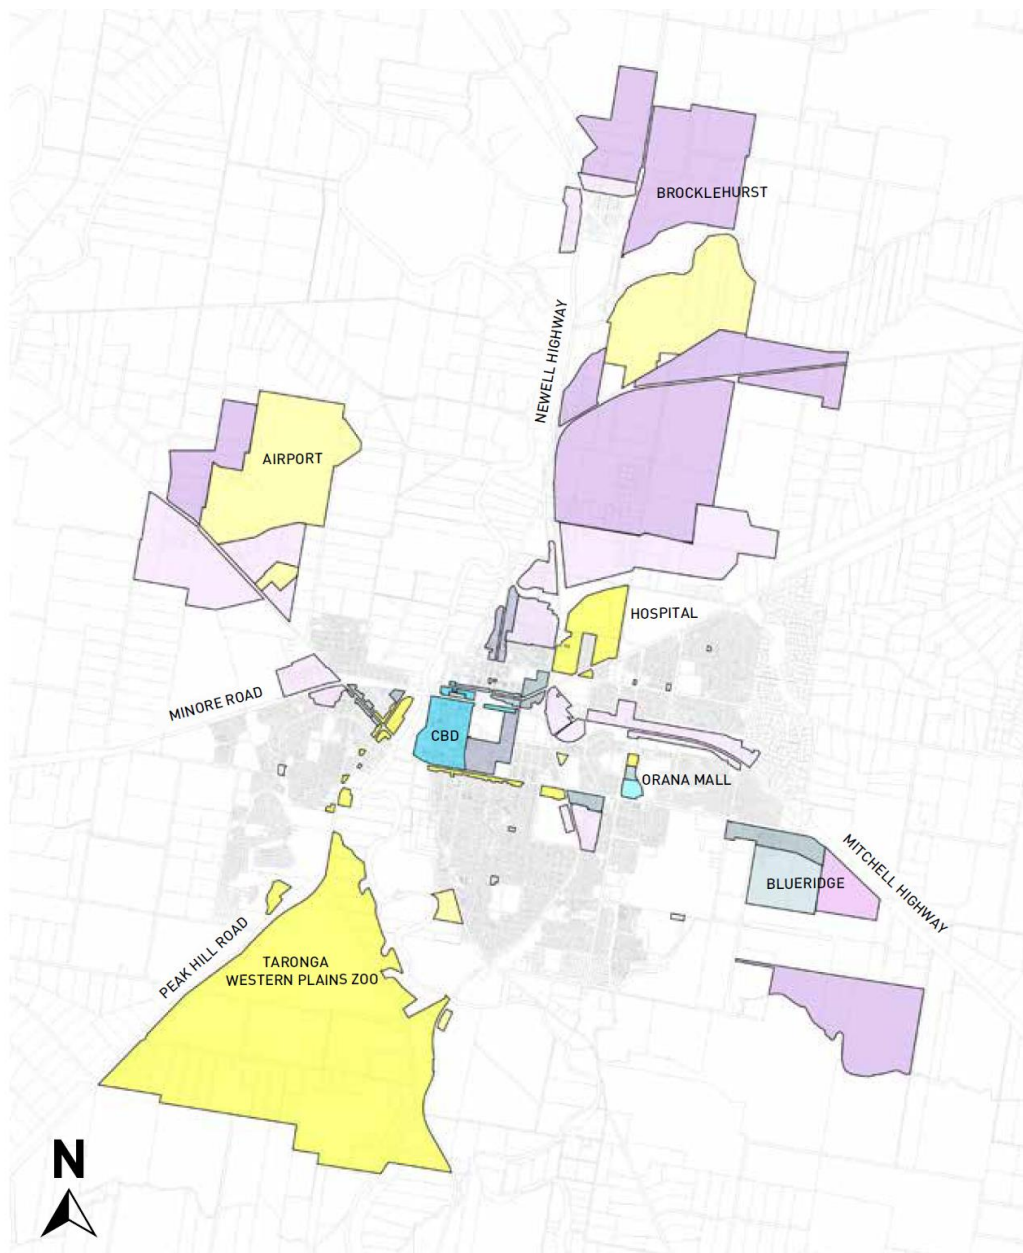 BROCKLEHURST
NEWELL HIGHWAY
AIRPORT
HOSPITAL
MINORE ROAD
CBD
ORANA MALL
MITCHELL HIGHWAY
BLUERIDGE
PEAK HILL ROAD
TARONGA
WESTERN PLAINS ZOO
N